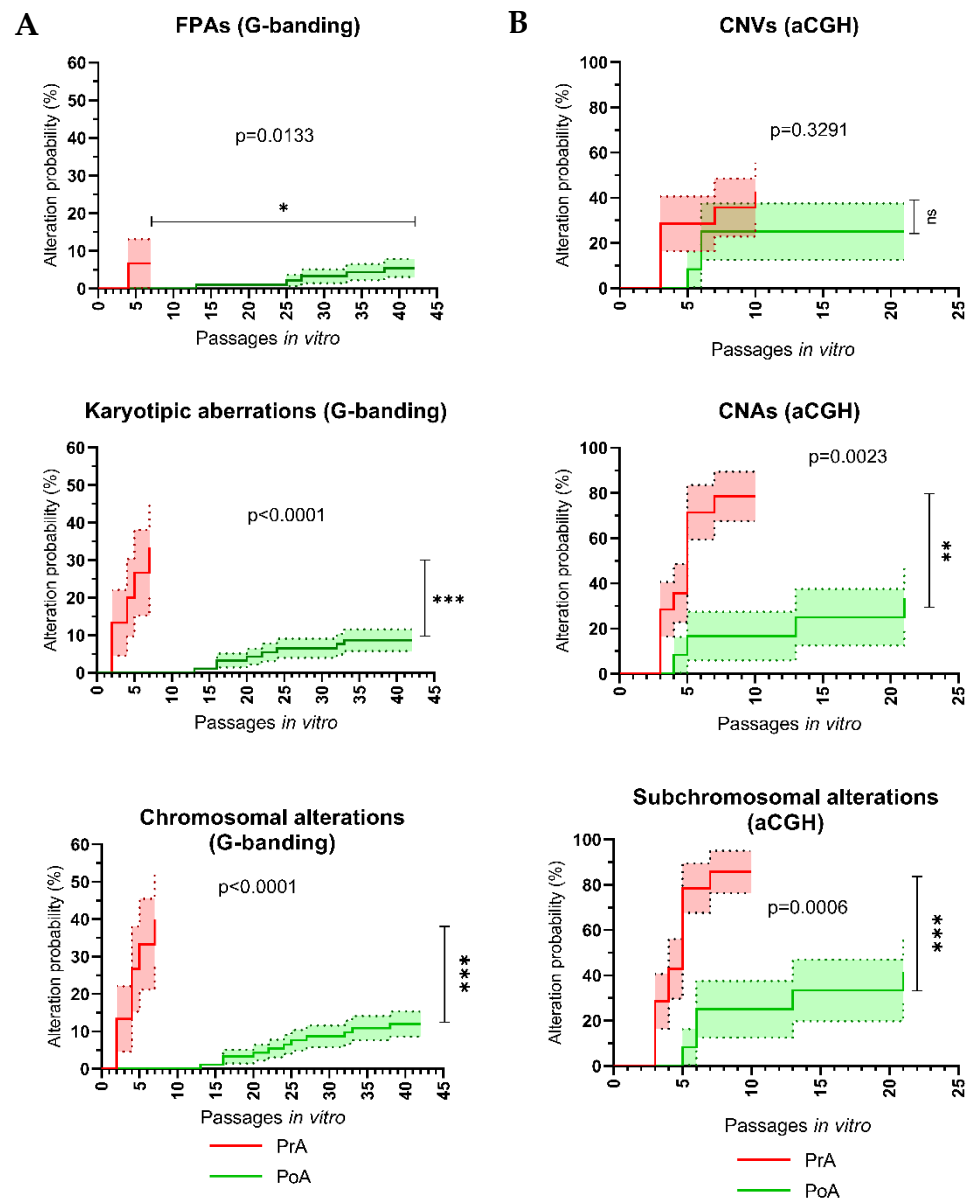 A
FPAs (G-banding)
Alteration probability (%)
60
50
40
30
20
10
0
p=0.0133
*
0
5
10
15
20
25
30
35
40
45
Passages in vitro
Karyotipic aberrations (G-banding)
Alteration probability (%)
60
50
40
30
20
10
0
p<0.0001
***
0
5
10
15
20
25
30
35
40
45
Passages in vitro
Chromosomal alterations
(G-banding)
Alteration probability (%)
60
50
40
30
20
10
0
p<0.0001
***
0
5
10
15
20
25
30
35
40
45
Passages in vitro
PrA
PoA
B
CNVs (aCGH)
Alteration probability (%)
100
80
60
40
20
0
p=0.3291
ns
0
5
10
15
20
25
Passages in vitro
CNAs (aCGH)
Alteration probability (%)
100
80
60
40
20
0
p=0.0023
**
0
5
10
15
20
25
Passages in vitro
Subchromosomal alterations
(aCGH)
Alteration probability (%)
100
80
60
40
20
0
p=0.0006
***
0
5
10
15
20
25
Passages in vitro
PrA
PoA